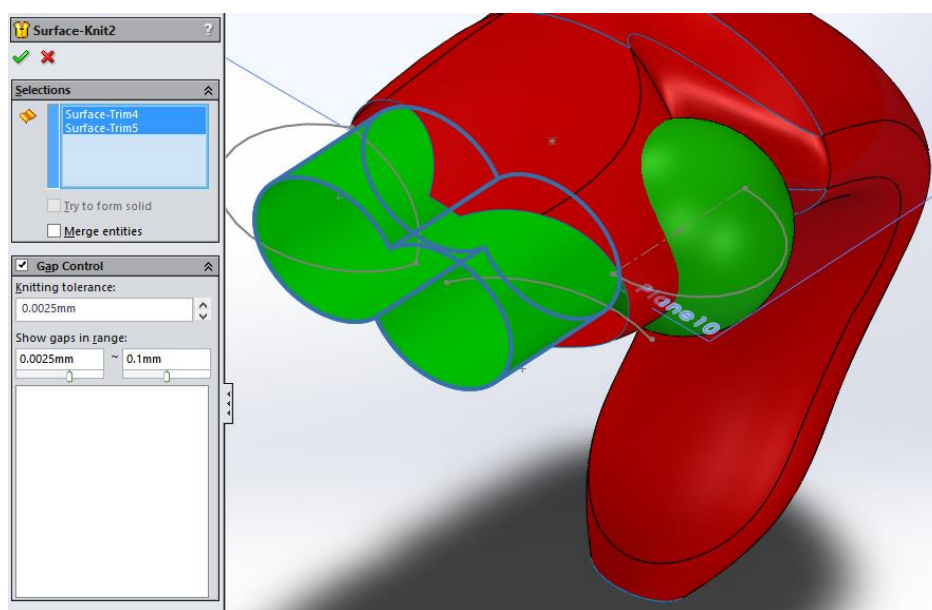 Surface-Knit2
?
Selections
Surface-Trim4
Surface-Trim5
Try to form solid
Merge entities
Gap Control
Knitting tolerance:
0.0025mm
Show gaps in range:
0.0025mm ~ 0.1mm
Plane10